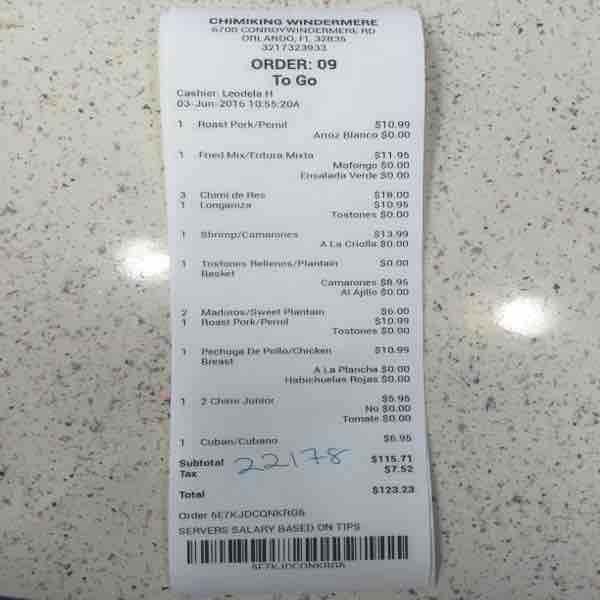 CHIMIKING WINDERMERE
6700 CONROYWINDERMERE RD
ORLANDO, FL 32835
3217323933
ORDER: 09
To Go
Cashier: Leodela H
03-Jun-2016 10:55:20A
1 Roast Pork/Pernil $10.99
Arroz Blanco $0.00
1 Fried Mix/Fritura Mixta $11.95
Mofongo $0.00
Ensalada Verde $0.00
3 Chimi de Res $18.00
1 Longaniza $10.95
Tostones $0.00
1 Shrimp/Camarones $13.99
A La Criolla $0.00
1 Tostones Rellenos/Plantain $0.00
Basket
Camarones $8.95
Al Ajillo $0.00
2 Maduros/Sweet Plantain $6.00
1 Roast Pork/Pernil $10.99
Tostones $0.00
1 Pechuga De Pollo/Chicken $10.99
Breast
A La Plancha $0.00
Habichuelas Rojas $0.00
1 2 Chimi Junior $5.95
No $0.00
Tomate $0.00
1 Cuban/Cubano $6.95
Subtotal $115.71
22178
Tax $7.52
Total $123.23
Order 5E7KJDCQNKRG6
SERVERS SALARY BASED ON TIPS
5E7KJDCQNKRG6